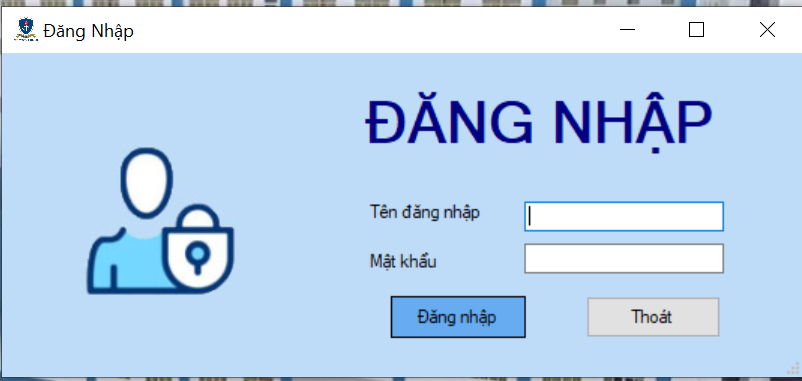 Đăng Nhập
ĐĂNG NHẬP
Tên đăng nhập
Mật khẩu
Đăng nhập Thoát